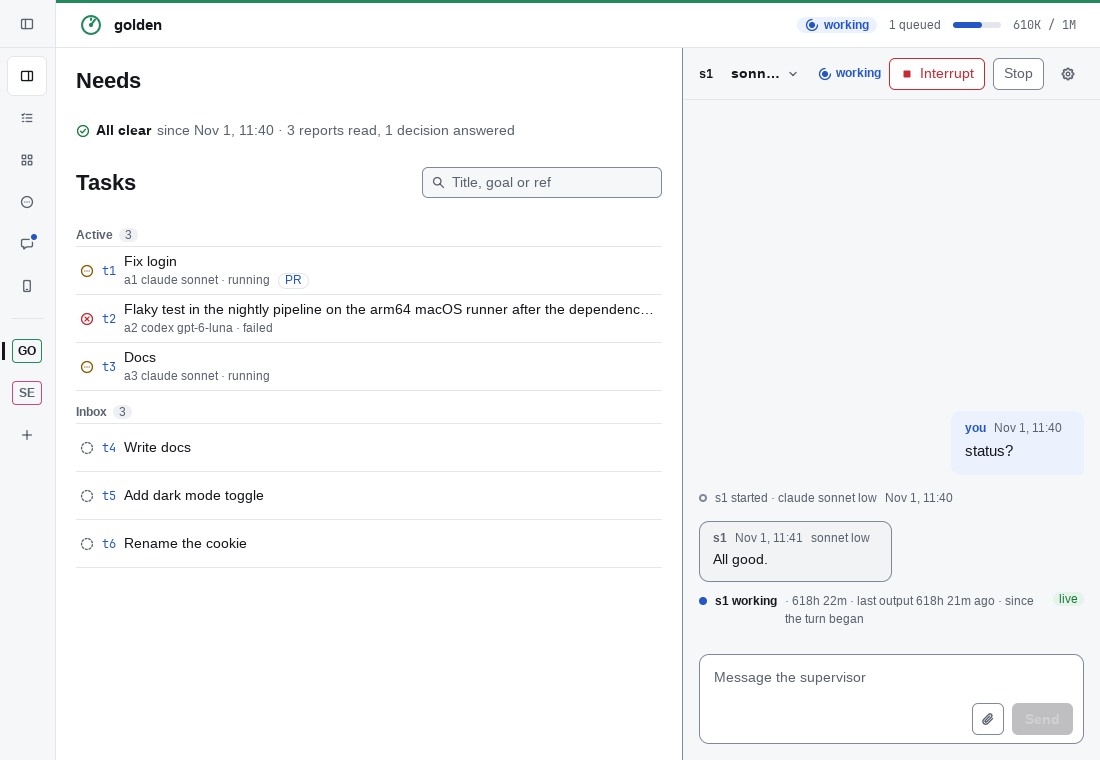 golden
working
1 queued
610K / 1M
Needs
All clear since Nov 1, 11:40 · 3 reports read, 1 decision answered
Tasks
Title, goal or ref
Active 3
t1 Fix login
a1 claude sonnet · running PR
t2 Flaky test in the nightly pipeline on the arm64 macOS runner after the dependenc…
a2 codex gpt-6-luna · failed
t3 Docs
a3 claude sonnet · running
Inbox 3
t4 Write docs
t5 Add dark mode toggle
t6 Rename the cookie
GO
SE
s1 sonn… working Interrupt Stop
you Nov 1, 11:40
status?
s1 started · claude sonnet low Nov 1, 11:40
s1 Nov 1, 11:41 sonnet low
All good.
s1 working · 618h 22m · last output 618h 21m ago · since
the turn began
live
Message the supervisor
Send